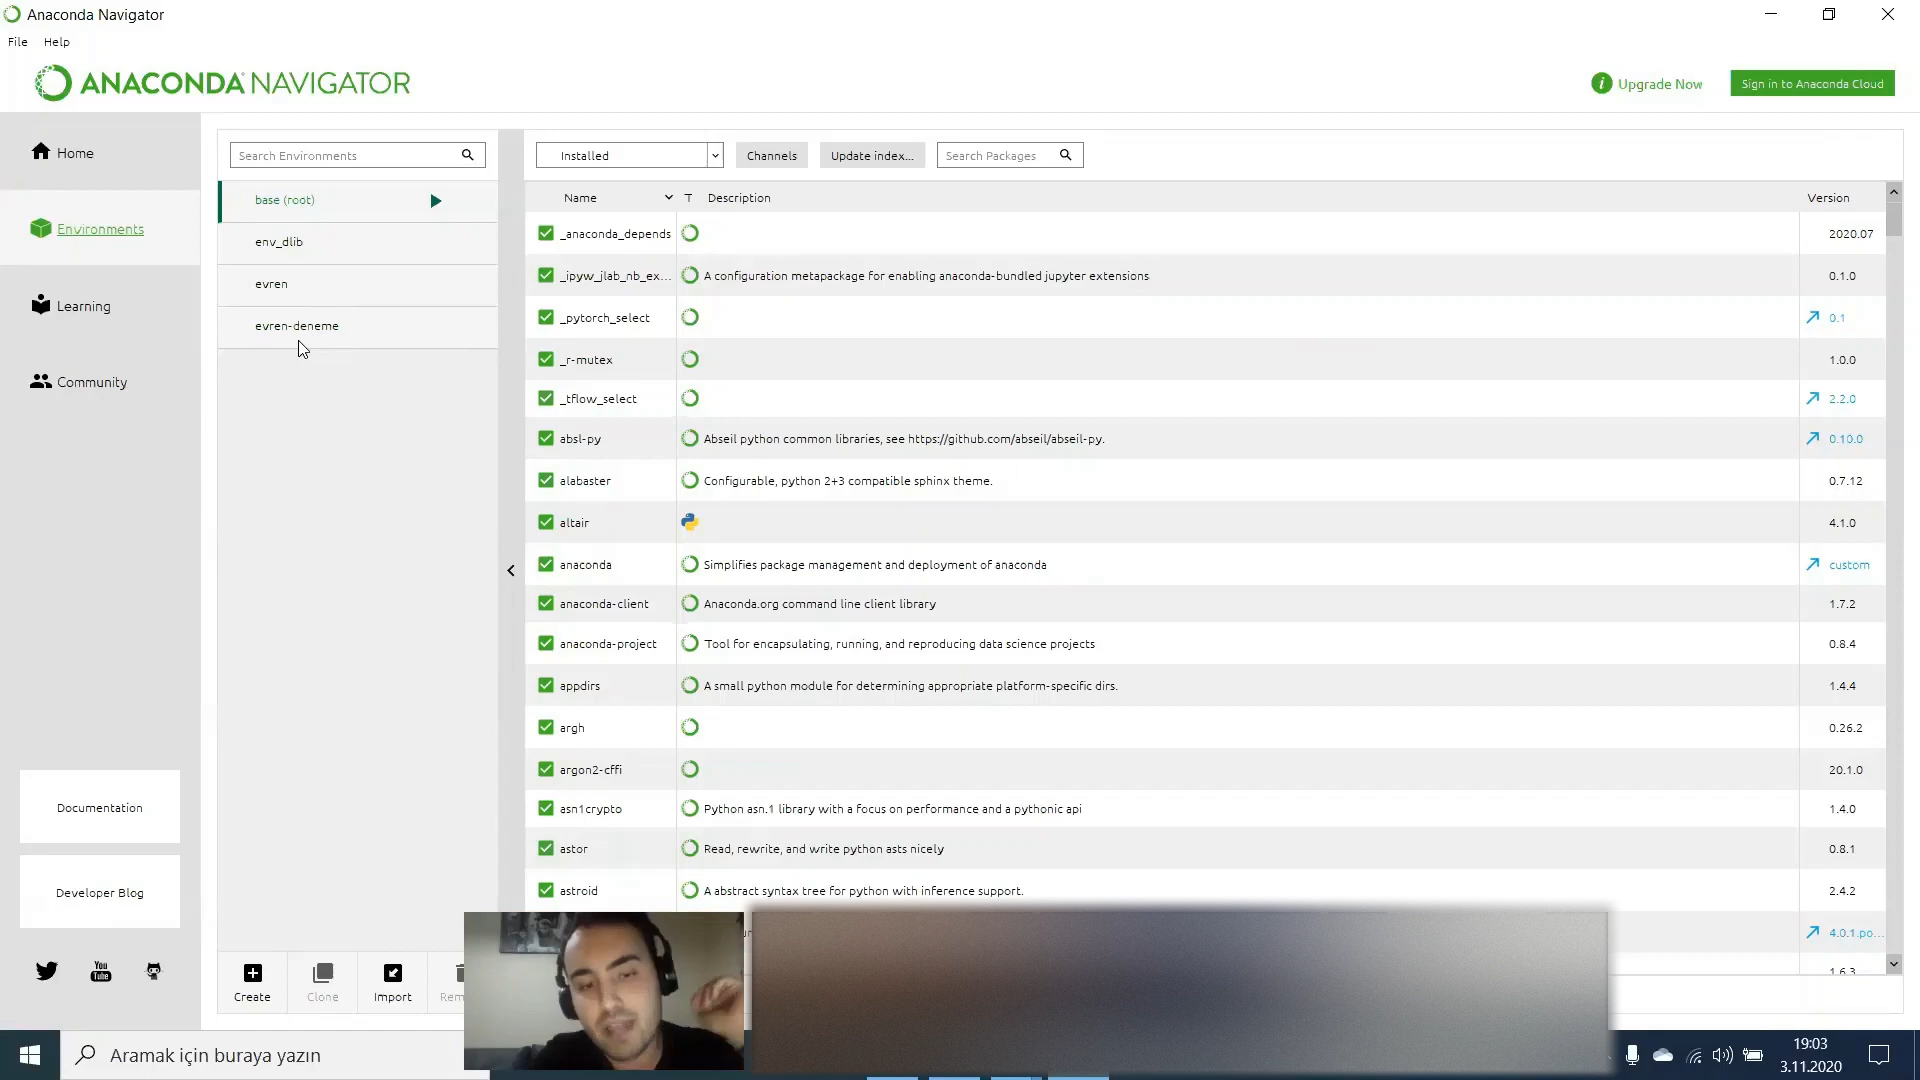 Anaconda Navigator
File Help
ANACONDA NAVIGATOR
Upgrade Now
Sign in to Anaconda Cloud
Home
Environments
Learning
Community
Documentation
Developer Blog
You
Tube
Search Environments
base (root)
env_dlib
evren
evren-deneme
Create
Clone
Import
Installed
Channels
Update index...
Search Packages
Name T Description Version
_anaconda_depends 2020.07
_ipyw_jlab_nb_ex... A configuration metapackage for enabling anaconda-bundled jupyter extensions 0.1.0
_pytorch_select 0.1
_r-mutex 1.0.0
_tflow_select 2.2.0
absl-py Abseil python common libraries, see https://github.com/abseil/abseil-py. 0.10.0
alabaster Configurable, python 2+3 compatible sphinx theme. 0.7.12
altair 4.1.0
anaconda Simplifies package management and deployment of anaconda custom
anaconda-client Anaconda.org command line client library 1.7.2
anaconda-project Tool for encapsulating, running, and reproducing data science projects 0.8.4
appdirs A small python module for determining appropriate platform-specific dirs. 1.4.4
argh 0.26.2
argon2-cffi 20.1.0
asn1crypto Python asn.1 library with a focus on performance and a pythonic api 1.4.0
astor Read, rewrite, and write python asts nicely 0.8.1
astroid A abstract syntax tree for python with inference support. 2.4.2
4.0.1.po...
1.6.3
Aramak için buraya yazın
19:03
3.11.2020